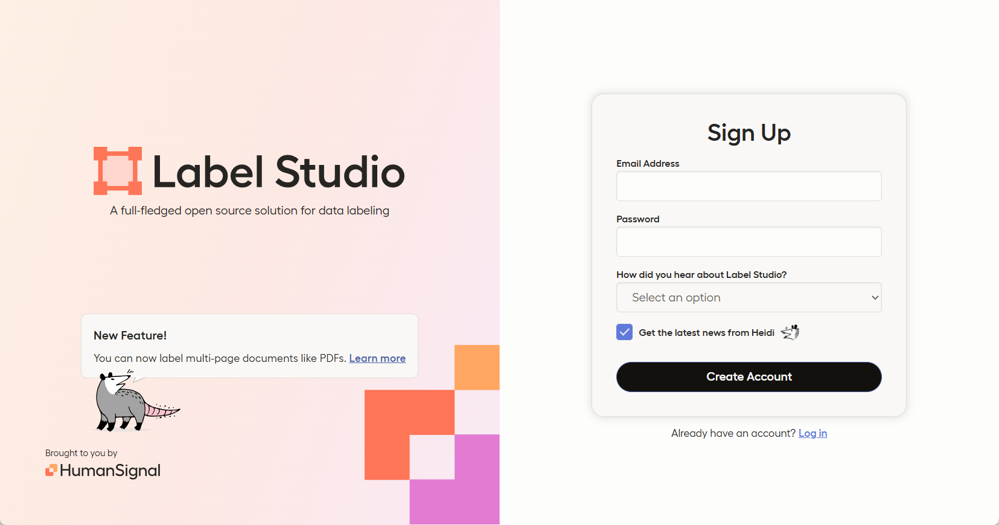 Label Studio
A full-fledged open source solution for data labeling
New Feature!
You can now label multi-page documents like PDFs. Learn more
Brought to you by
HumanSignal
Sign Up
Email Address
Password
How did you hear about Label Studio?
Select an option
Get the latest news from Heidi
Create Account
Already have an account? Log in